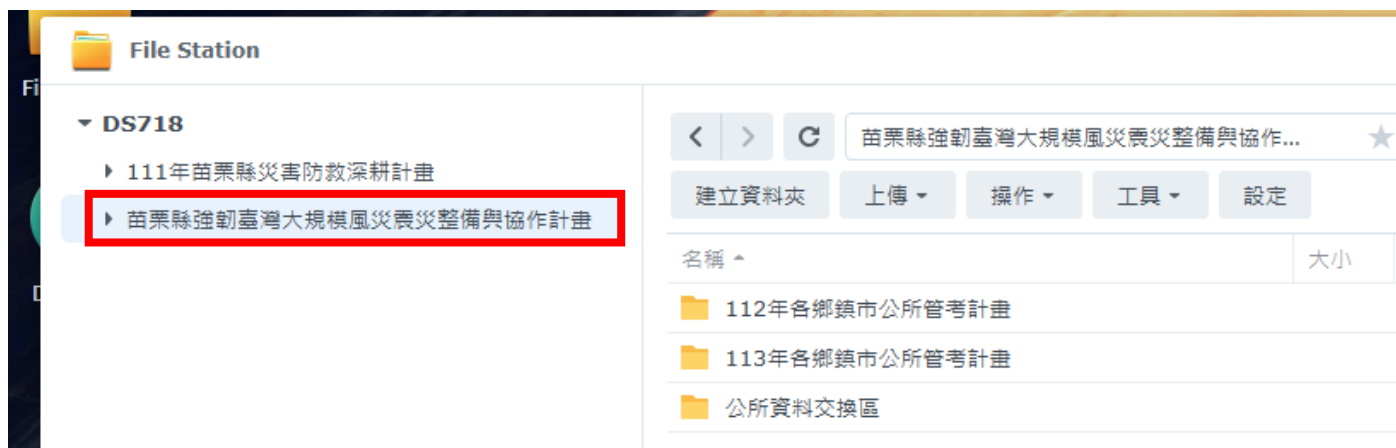 File Station
Fi
DS718
111年苗栗縣災害防救深耕計畫
苗栗縣強韌臺灣大規模風災震災整備與協作計畫
苗栗縣強韌臺灣大規模風災震災整備與協作...
建立資料夾 上傳 操作 工具 設定
名稱 大小
112年各鄉鎮市公所管考計畫
113年各鄉鎮市公所管考計畫
公所資料交換區